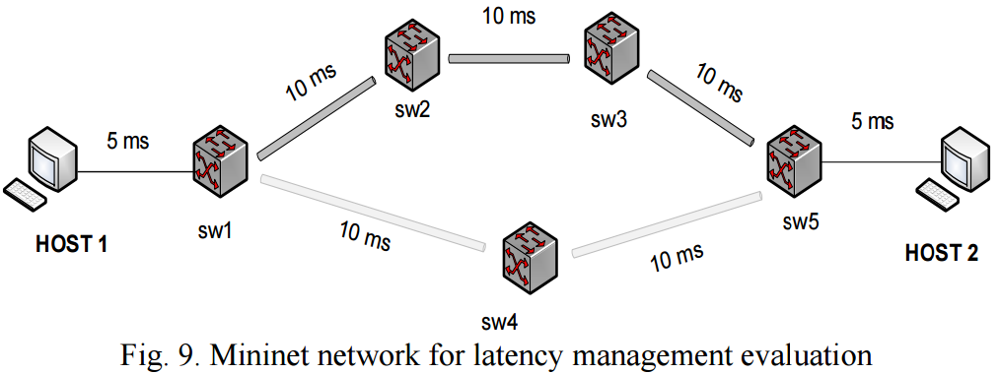 10 ms
10 ms
10 ms
sw2
sw3
5 ms
5 ms
sw1
sw5
HOST 1
10 ms
10 ms
HOST 2
sw4
Fig. 9. Mininet network for latency management evaluation